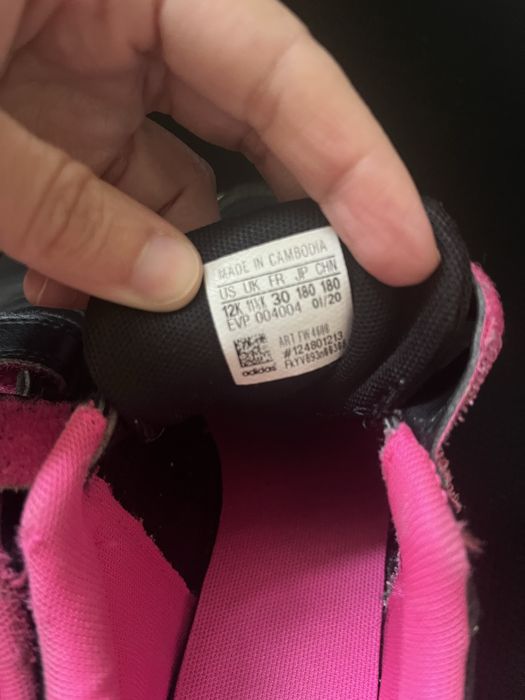 MADE IN CAMBODIA
US UK FR JP CHN
12K 11½K 30 180 180
EVP 004004 01/20
ART
#124801213
adidas